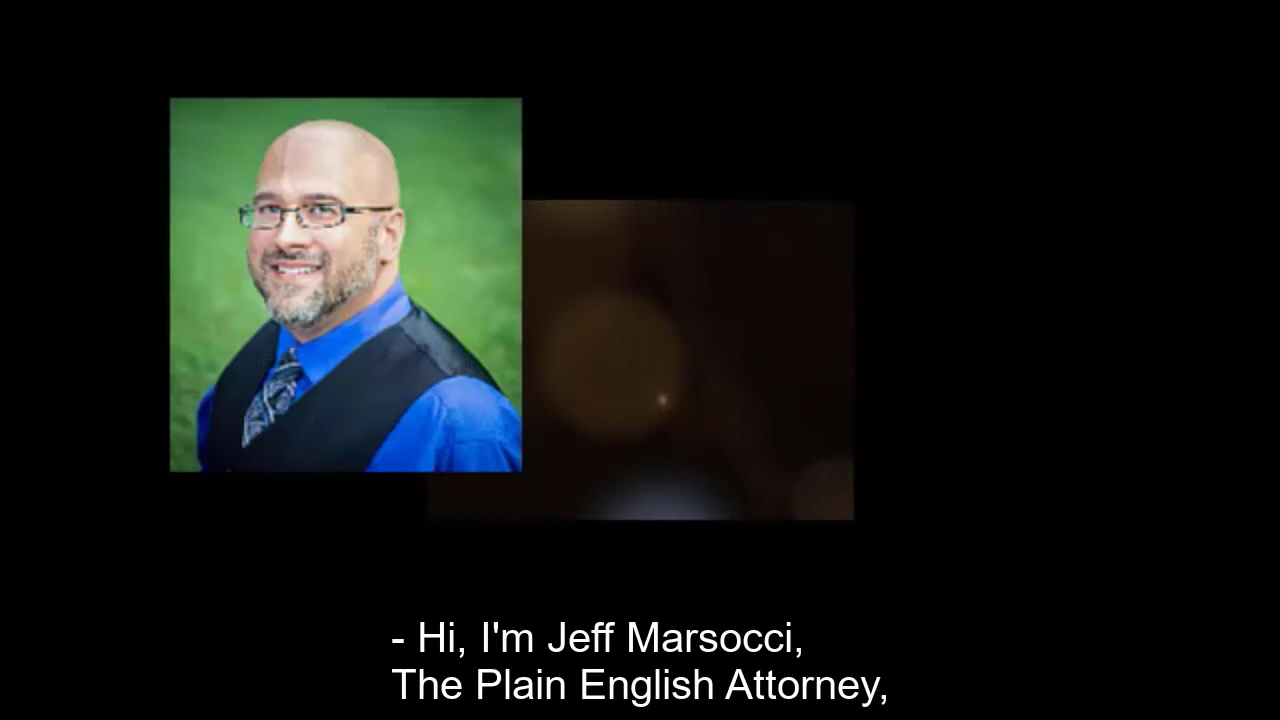 - Hi, I'm Jeff Marsocci,
The Plain English Attorney,